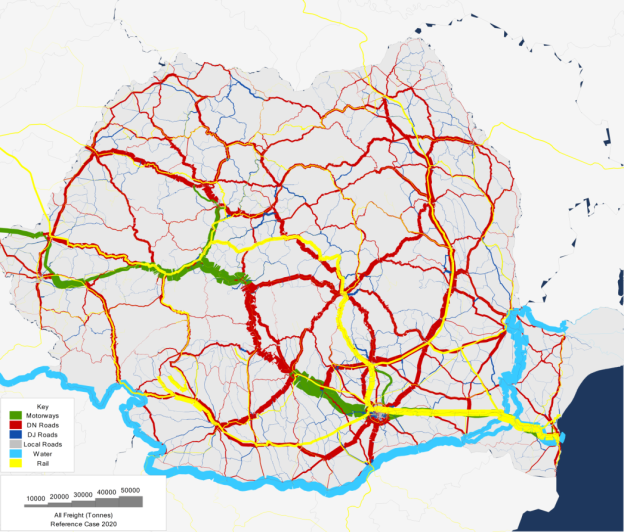 Key
Motorways
DN Roads
DJ Roads
Local Roads
Water
Rail
10000 20000 30000 40000 50000
All Freight (Tonnes)
Reference Case 2020